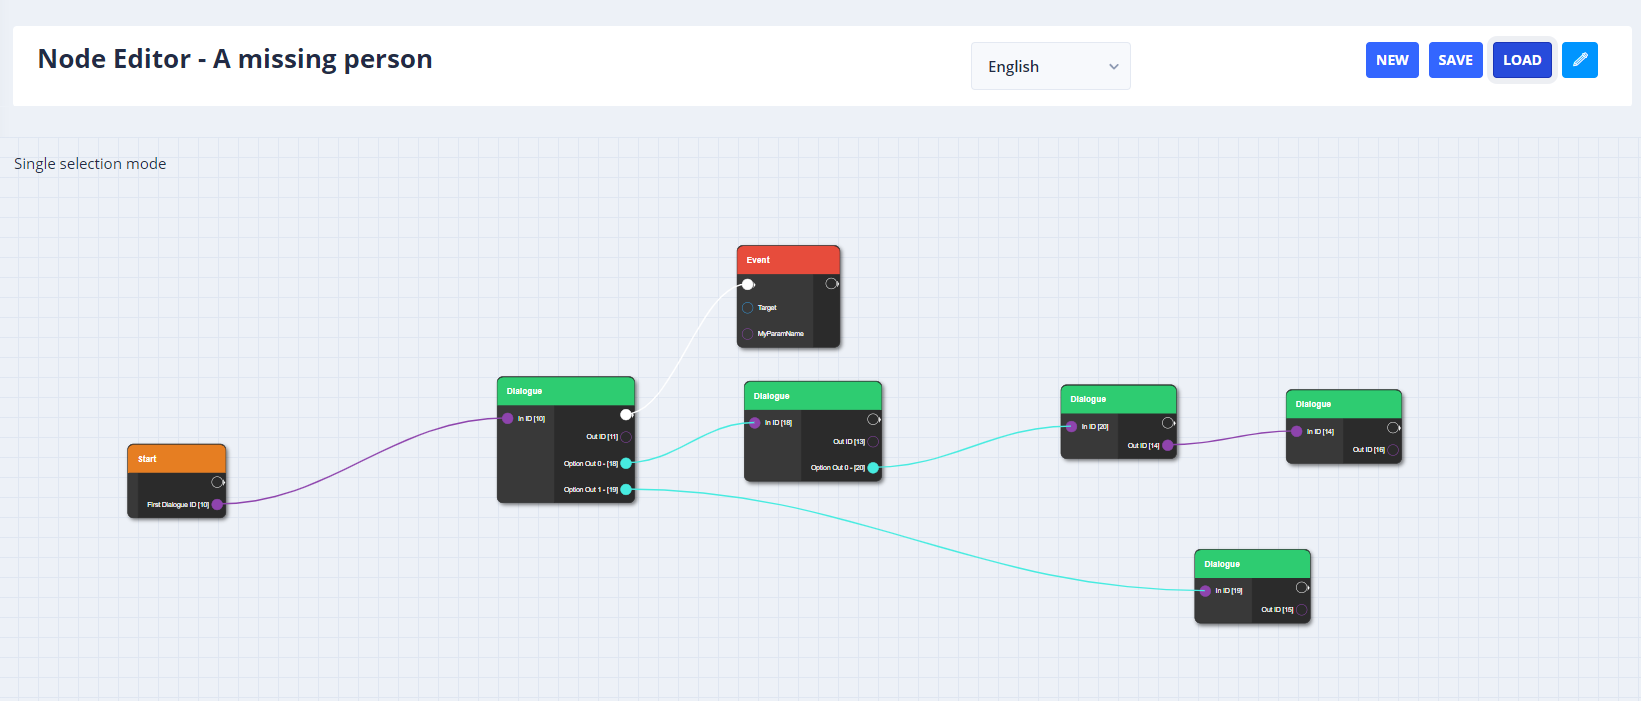 Node Editor - A missing person
English
NEW
SAVE
LOAD
Single selection mode
Event
Target
MyParamName
Dialogue
In ID [10]
Out ID [11]
Option Out 0 - [18]
Option Out 1 - [19]
Dialogue
In ID [18]
Out ID [13]
Option Out 0 - [20]
Dialogue
In ID [20]
Out ID [14]
Dialogue
In ID [14]
Out ID [16]
Start
First Dialogue ID [10]
Dialogue
In ID [19]
Out ID [15]